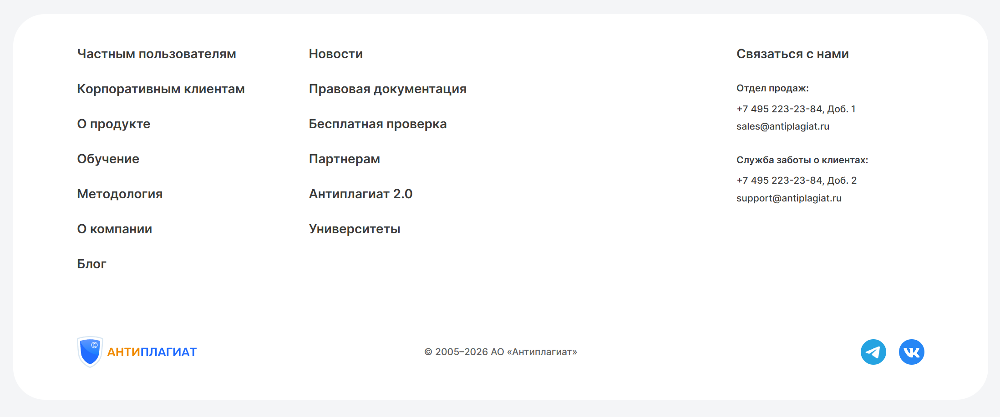 Частным пользователям
Корпоративным клиентам
О продукте
Обучение
Методология
О компании
Блог
Новости
Правовая документация
Бесплатная проверка
Партнерам
Антиплагиат 2.0
Университеты
Связаться с нами
Отдел продаж:
+7 495 223-23-84, Доб. 1
sales@antiplagiat.ru
Служба заботы о клиентах:
+7 495 223-23-84, Доб. 2
support@antiplagiat.ru
© АНТИПЛАГИАТ
© 2005–2026 АО «Антиплагиат»